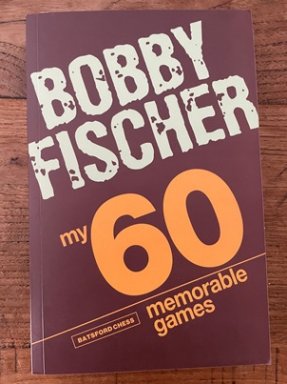 BOBBY
FISCHER
my 60
memorable
games
BATSFORD CHESS